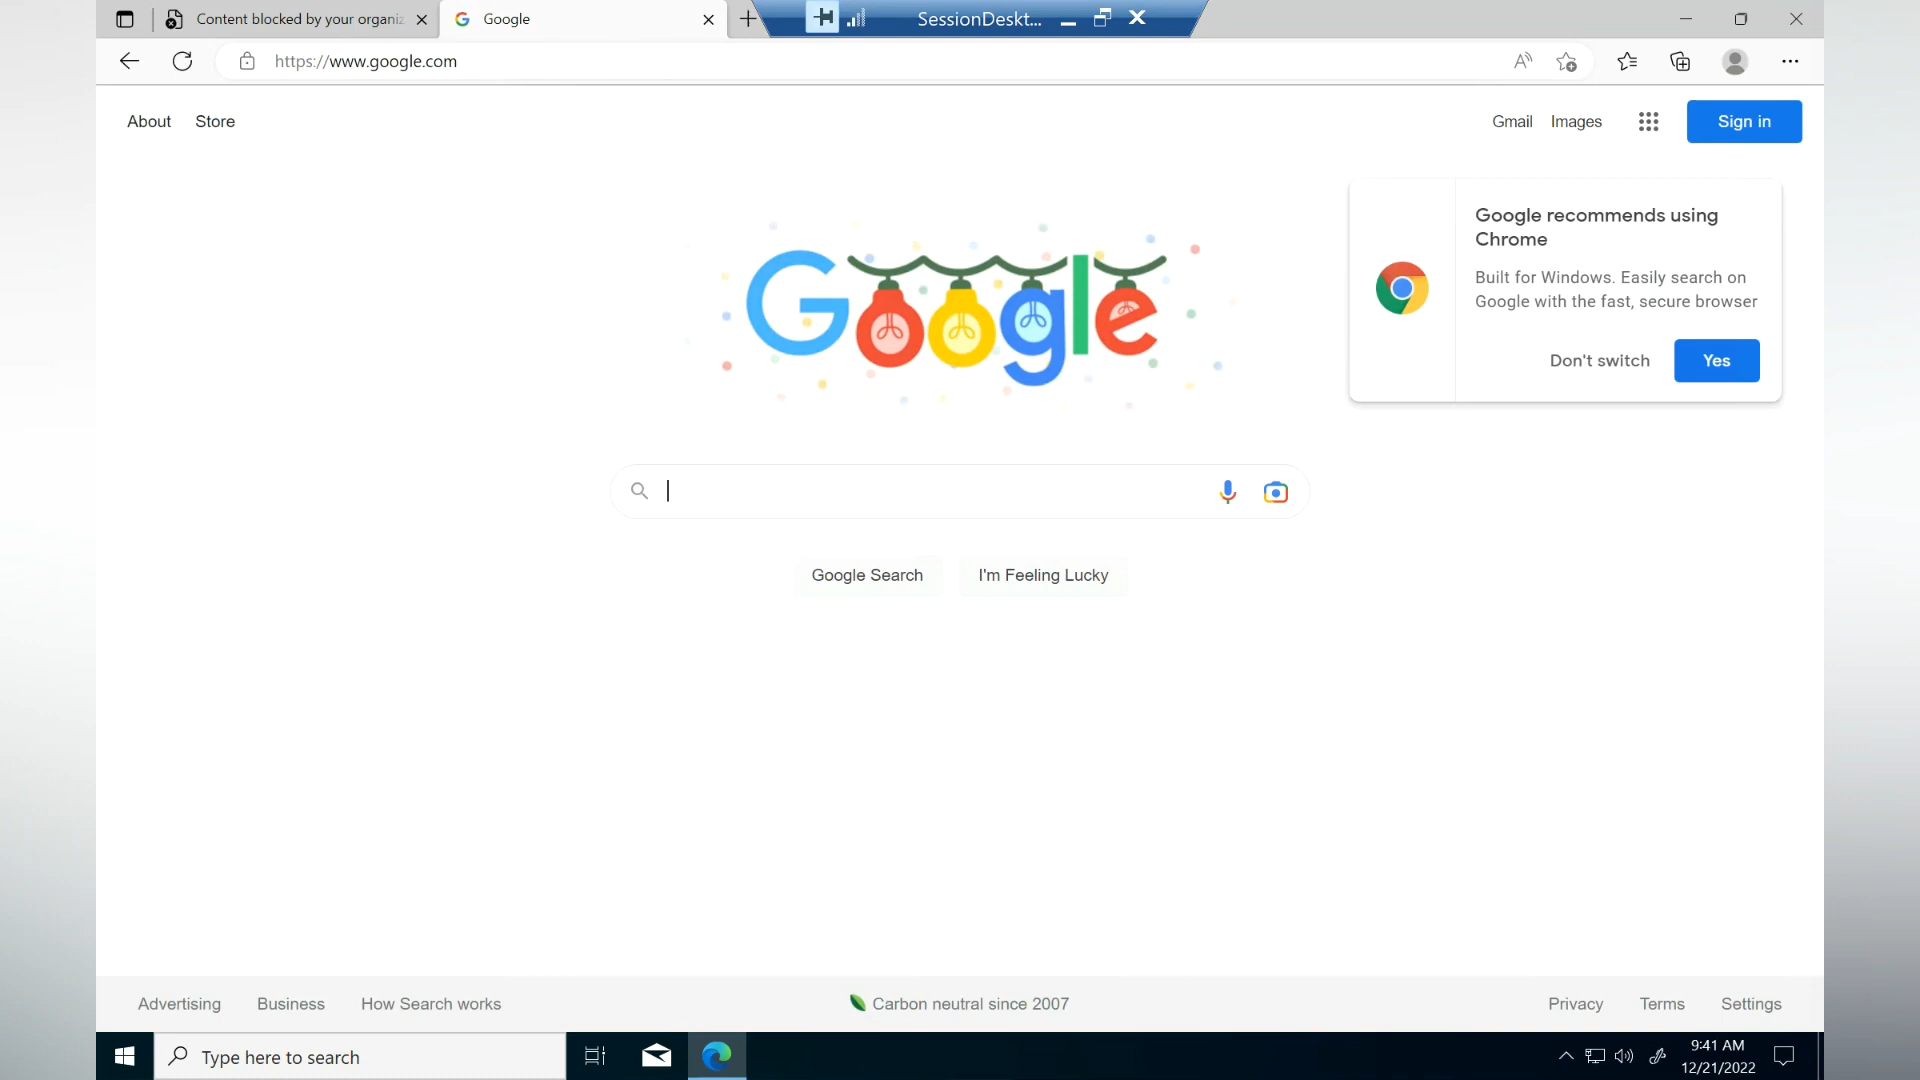 Content blocked by your organiz
Google
SessionDeskt...
https://www.google.com
About Store
Gmail Images Sign in
Google
Google recommends using
Chrome
Built for Windows. Easily search on
Google with the fast, secure browser
Don't switch Yes
Google Search I'm Feeling Lucky
Advertising Business How Search works
Carbon neutral since 2007
Privacy Terms Settings
Type here to search
9:41 AM
12/21/2022